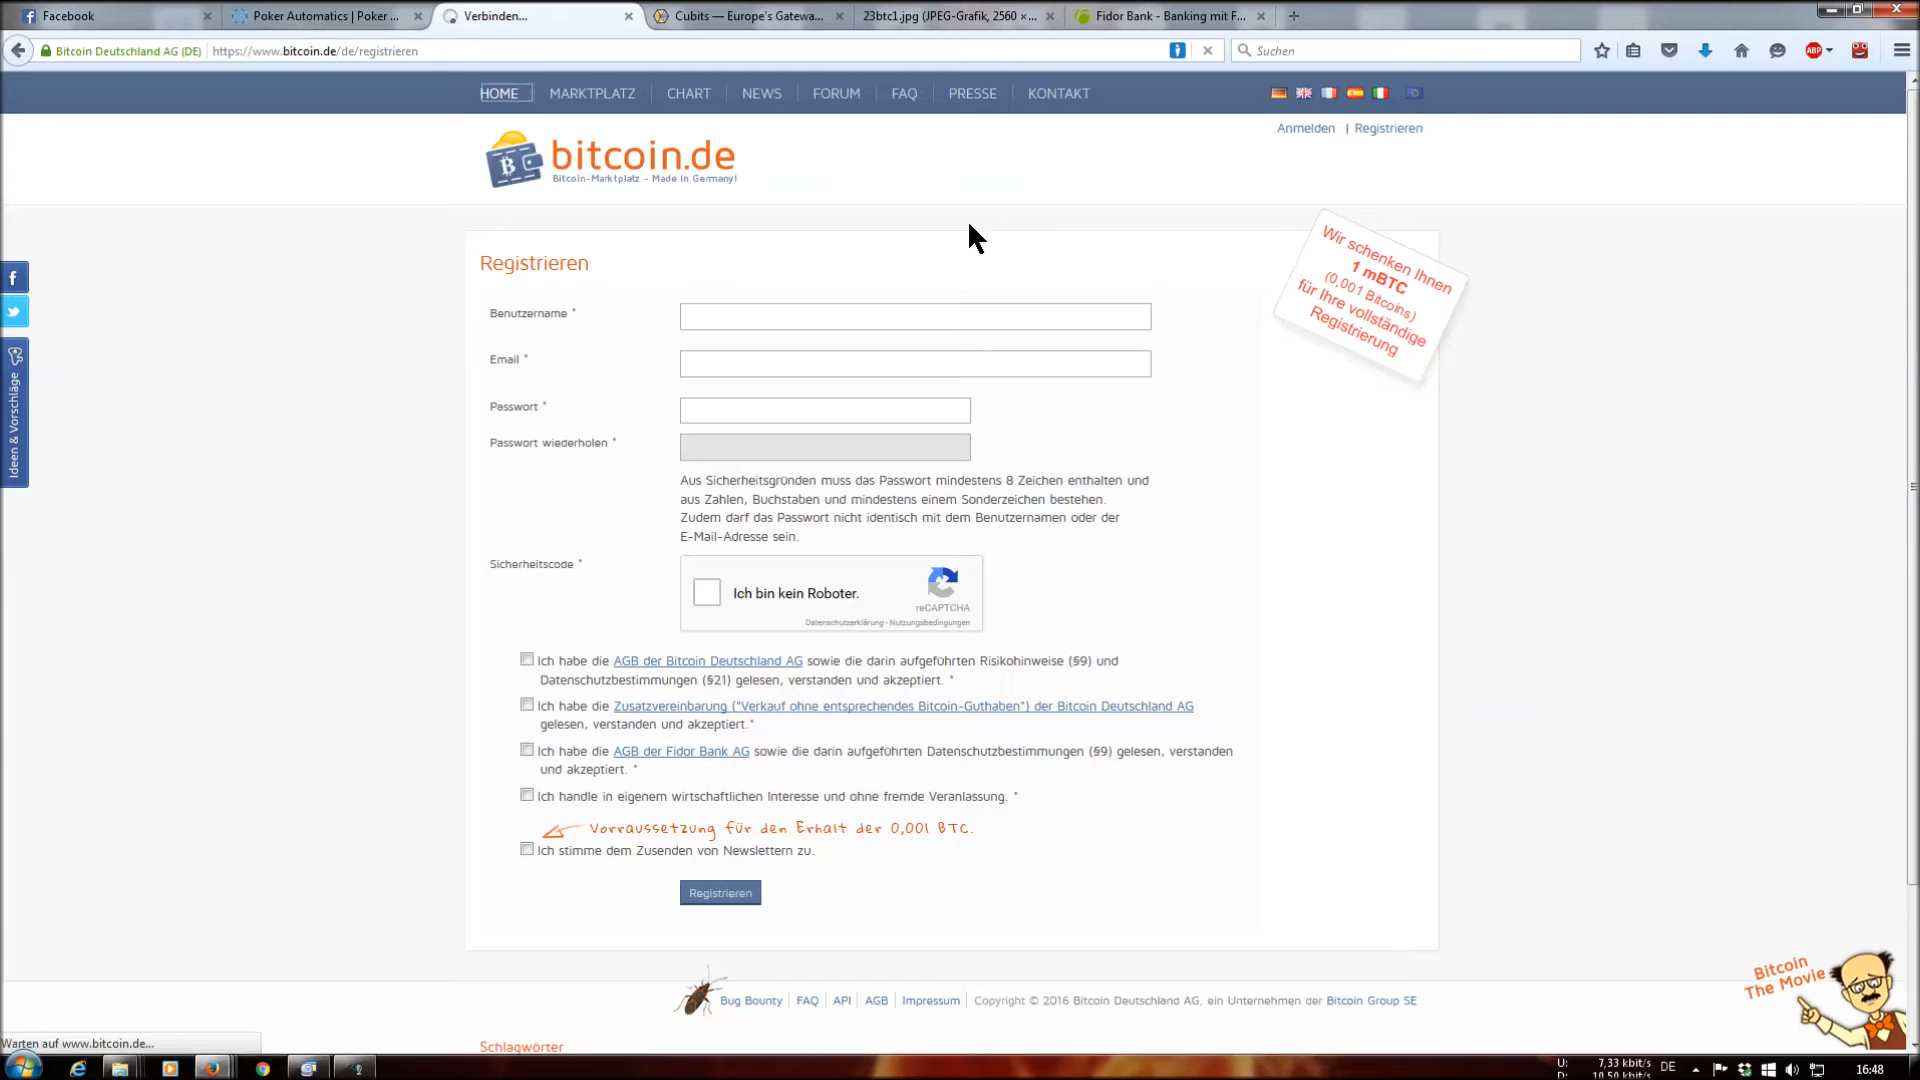 Facebook
Poker Automatics | Poker ...
Verbinden...
Cubits — Europe's Gatewa...
23btc1.jpg (JPEG-Grafik, 2560 ×...
Fidor Bank - Banking mit F...
Bitcoin Deutschland AG (DE)
https://www.bitcoin.de/de/registrieren
Suchen
ABP
HOME
MARKTPLATZ
CHART
NEWS
FORUM
FAQ
PRESSE
KONTAKT
Anmelden | Registrieren
bitcoin.de
Bitcoin-Marktplatz - Made in Germany!
Wir schenken Ihnen
1 mBTC
(0,001 Bitcoins)
für Ihre vollständige
Registrierung
Ideen & Vorschläge
Registrieren
Benutzername *
Email *
Passwort *
Passwort wiederholen *
Aus Sicherheitsgründen muss das Passwort mindestens 8 Zeichen enthalten und
aus Zahlen, Buchstaben und mindestens einem Sonderzeichen bestehen.
Zudem darf das Passwort nicht identisch mit dem Benutzernamen oder der
E-Mail-Adresse sein.
Sicherheitscode *
Ich bin kein Roboter.
reCAPTCHA
Datenschutzerklärung - Nutzungsbedingungen
Ich habe die AGB der Bitcoin Deutschland AG sowie die darin aufgeführten Risikohinweise (§9) und
Datenschutzbestimmungen (§21) gelesen, verstanden und akzeptiert. *
Ich habe die Zusatzvereinbarung ("Verkauf ohne entsprechendes Bitcoin-Guthaben") der Bitcoin Deutschland AG
gelesen, verstanden und akzeptiert.*
Ich habe die AGB der Fidor Bank AG sowie die darin aufgeführten Datenschutzbestimmungen (§9) gelesen, verstanden
und akzeptiert. *
Ich handle in eigenem wirtschaftlichen Interesse und ohne fremde Veranlassung. *
Vorraussetzung für den Erhalt der 0,001 BTC.
Ich stimme dem Zusenden von Newslettern zu.
Registrieren
Bitcoin
The Movie
Bug Bounty | FAQ | API | AGB | Impressum | Copyright © 2016 Bitcoin Deutschland AG, ein Unternehmen der Bitcoin Group SE
Warten auf www.bitcoin.de...
Schlagwörter
U: 7,33 kbit/s
D: 10,50 kbit/s
DE
16:48